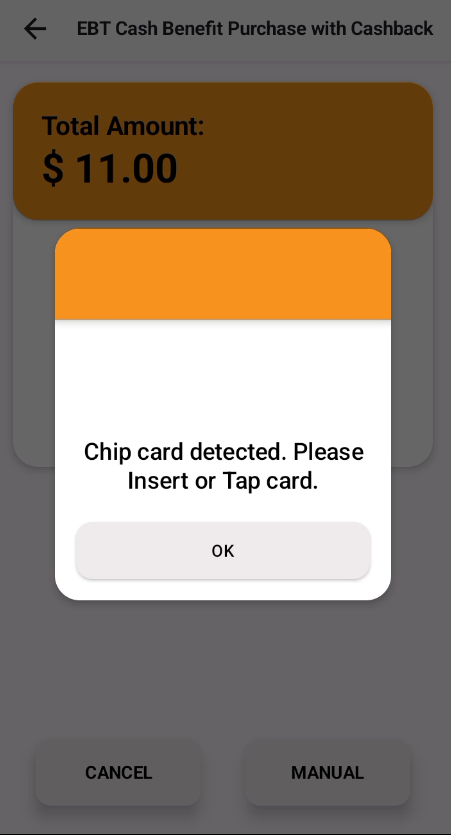 EBT Cash Benefit Purchase with Cashback
Total Amount:
$ 11.00
Chip card detected. Please
Insert or Tap card.
OK
CANCEL
MANUAL